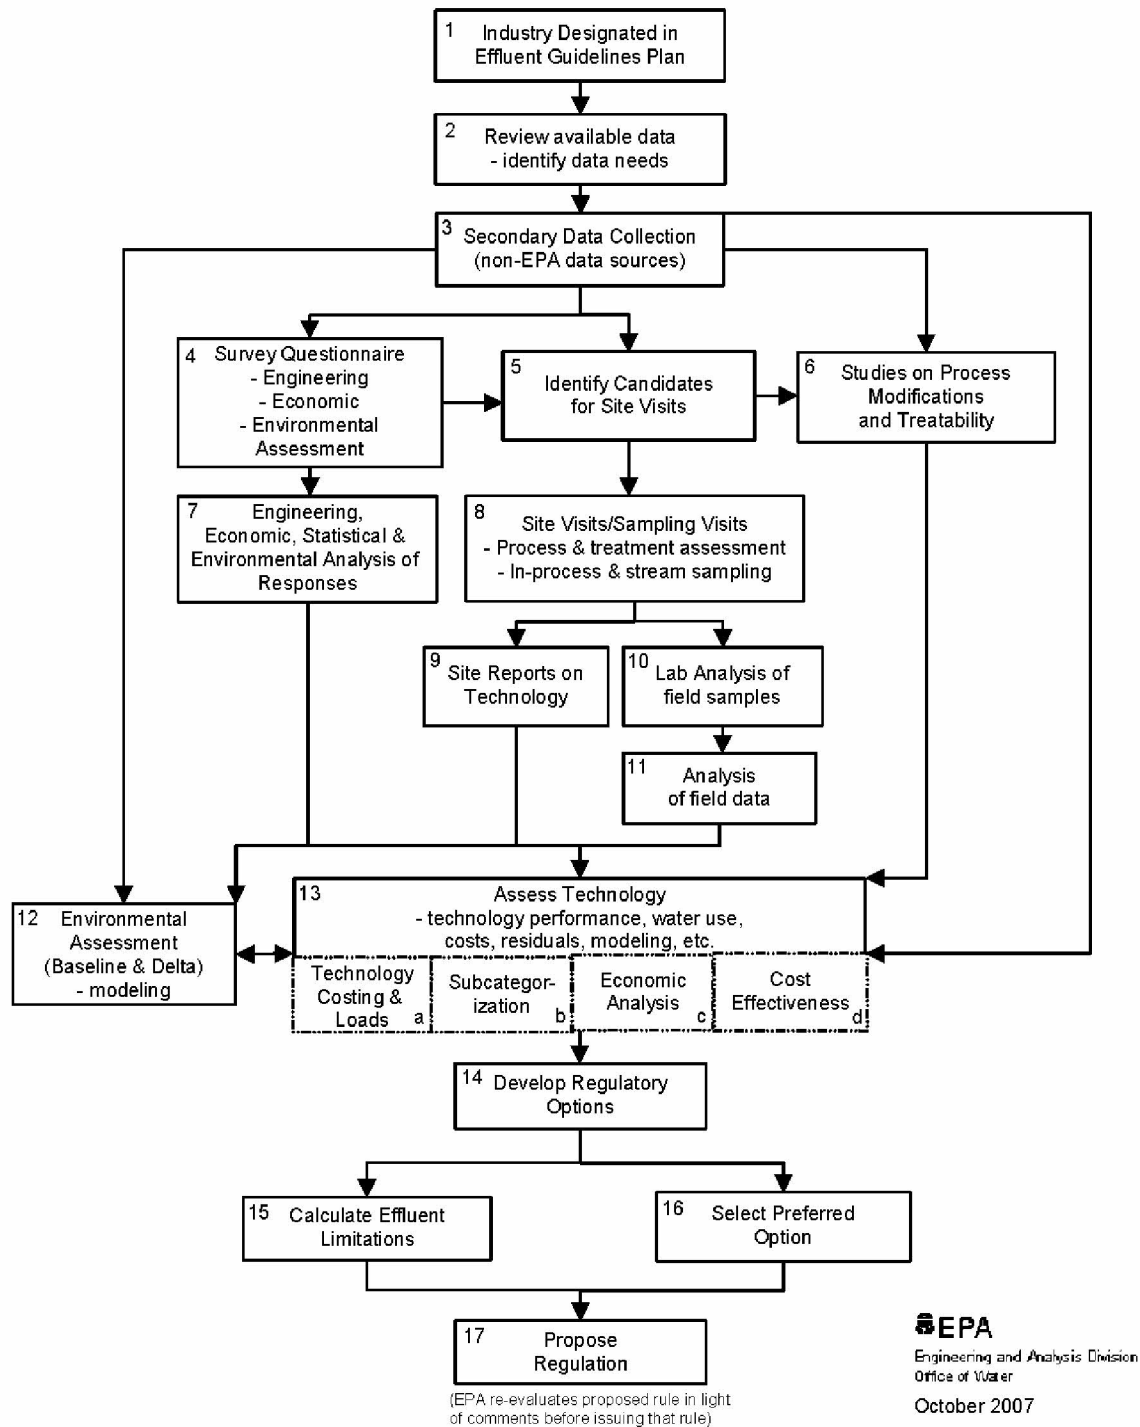 1 Industry Designated in
Effluent Guidelines Plan
2 Review available data
- identify data needs
3 Secondary Data Collection
(non-EPA data sources)
4 Survey Questionnaire
- Engineering
- Economic
- Environmental
Assessment
5 Identify Candidates
for Site Visits
6 Studies on Process
Modifications
and Treatability
7 Engineering,
Economic, Statistical &
Environmental Analysis of
Responses
8 Site Visits/Sampling Visits
- Process & treatment assessment
- In-process & stream sampling
9 Site Reports on
Technology
10 Lab Analysis of
field samples
11 Analysis
of field data
12 Environmental
Assessment
(Baseline & Delta)
- modeling
13 Assess Technology
- technology performance, water use,
costs, residuals, modeling, etc.
Technology
Costing &
Loads a
Subcategor-
ization b
Economic
Analysis c
Cost
Effectiveness d
14 Develop Regulatory
Options
15 Calculate Effluent
Limitations
16 Select Preferred
Option
17 Propose
Regulation
(EPA re-evaluates proposed rule in light
of comments before issuing that rule)
EPA
Engineering and Analysis Division
Office of Water
October 2007